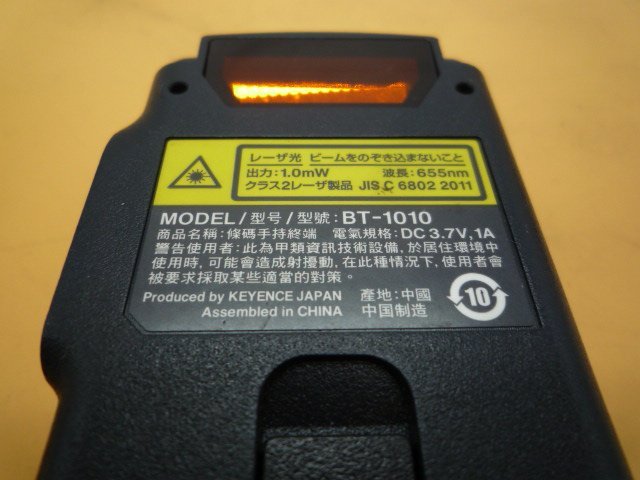 レーザ光 ビームをのぞき込まないこと
出力:1.0mW 波長:655nm
クラス2レーザ製品 JIS C 6802 2011
MODEL/型号/型號:BT-1010
商品名稱:條碼手持終端 電氣規格:DC 3.7V, 1A
警告使用者:此為甲類資訊技術設備,於居住環境中
使用時,可能會造成射擾動,在此種情況下,使用者會
被要求採取某些適當的對策。
Produced by KEYENCE JAPAN 產地:中國
Assembled in CHINA 中国制造
10